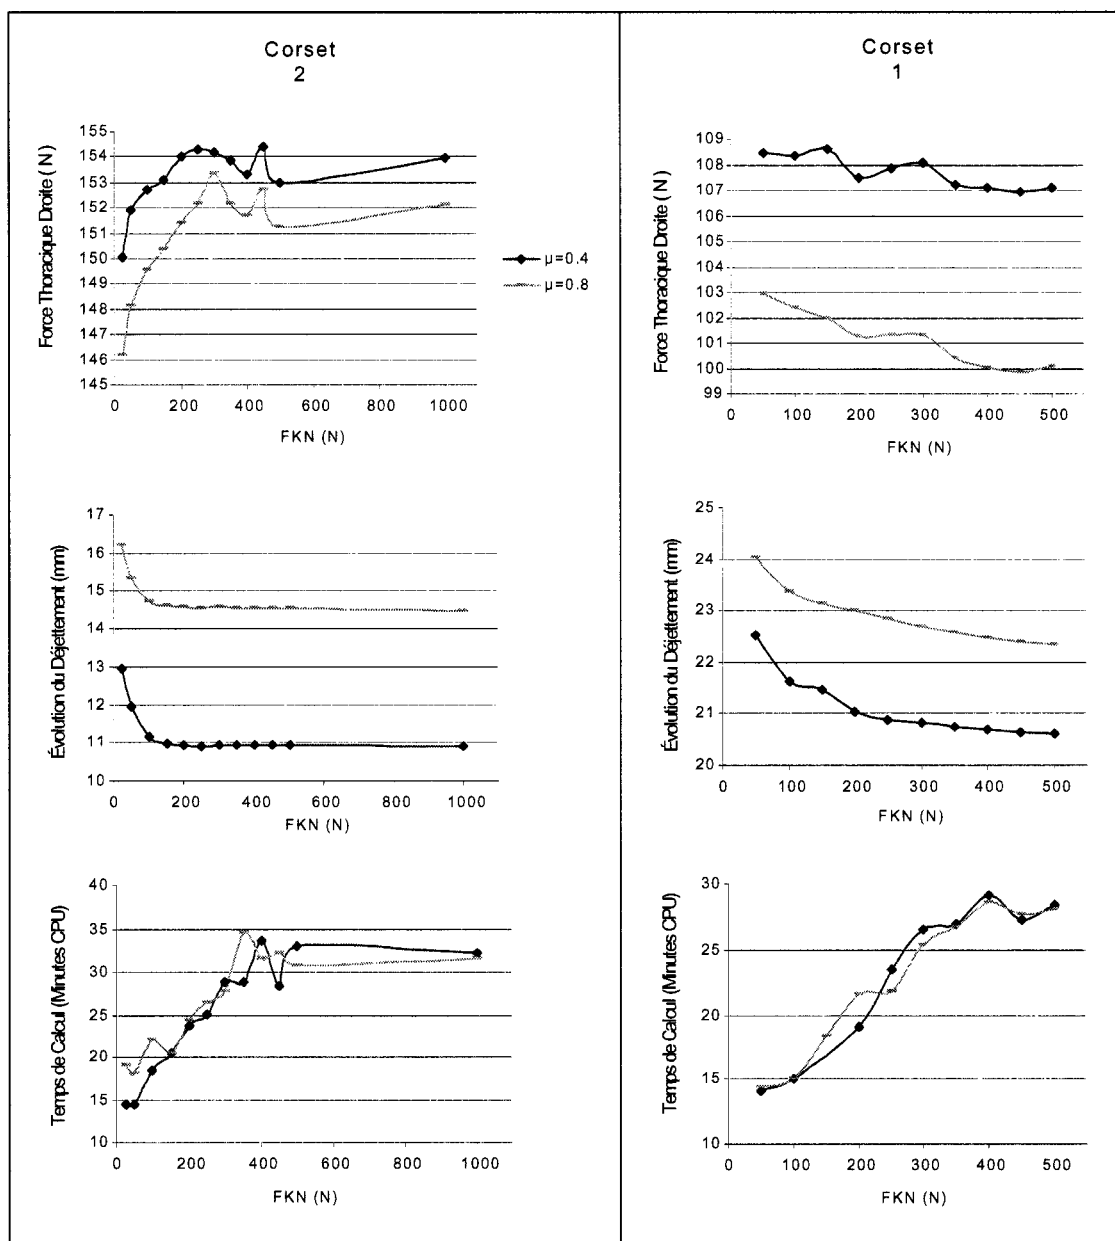 Corset
2
Force Thoracique Droite ( N )
155
154
153
152
151
150
149
148
147
146
145
0 200 400 600 800 1000
FKN (N)
µ=0.4
µ=0.8
Évolution du Déjettement (mm)
17
16
15
14
13
12
11
10
0 200 400 600 800 1000
FKN (N)
Temps de Calcul (Minutes CPU)
40
35
30
25
20
15
10
0 200 400 600 800 1000
FKN (N)
Corset
1
Force Thoracique Droite ( N )
109
108
107
106
105
104
103
102
101
100
99
0 100 200 300 400 500
FKN (N)
Évolution du Déjettement (mm)
25
24
23
22
21
20
0 100 200 300 400 500
FKN (N)
Temps de Calcul (Minutes CPU)
30
25
20
15
10
0 100 200 300 400 500
FKN (N)